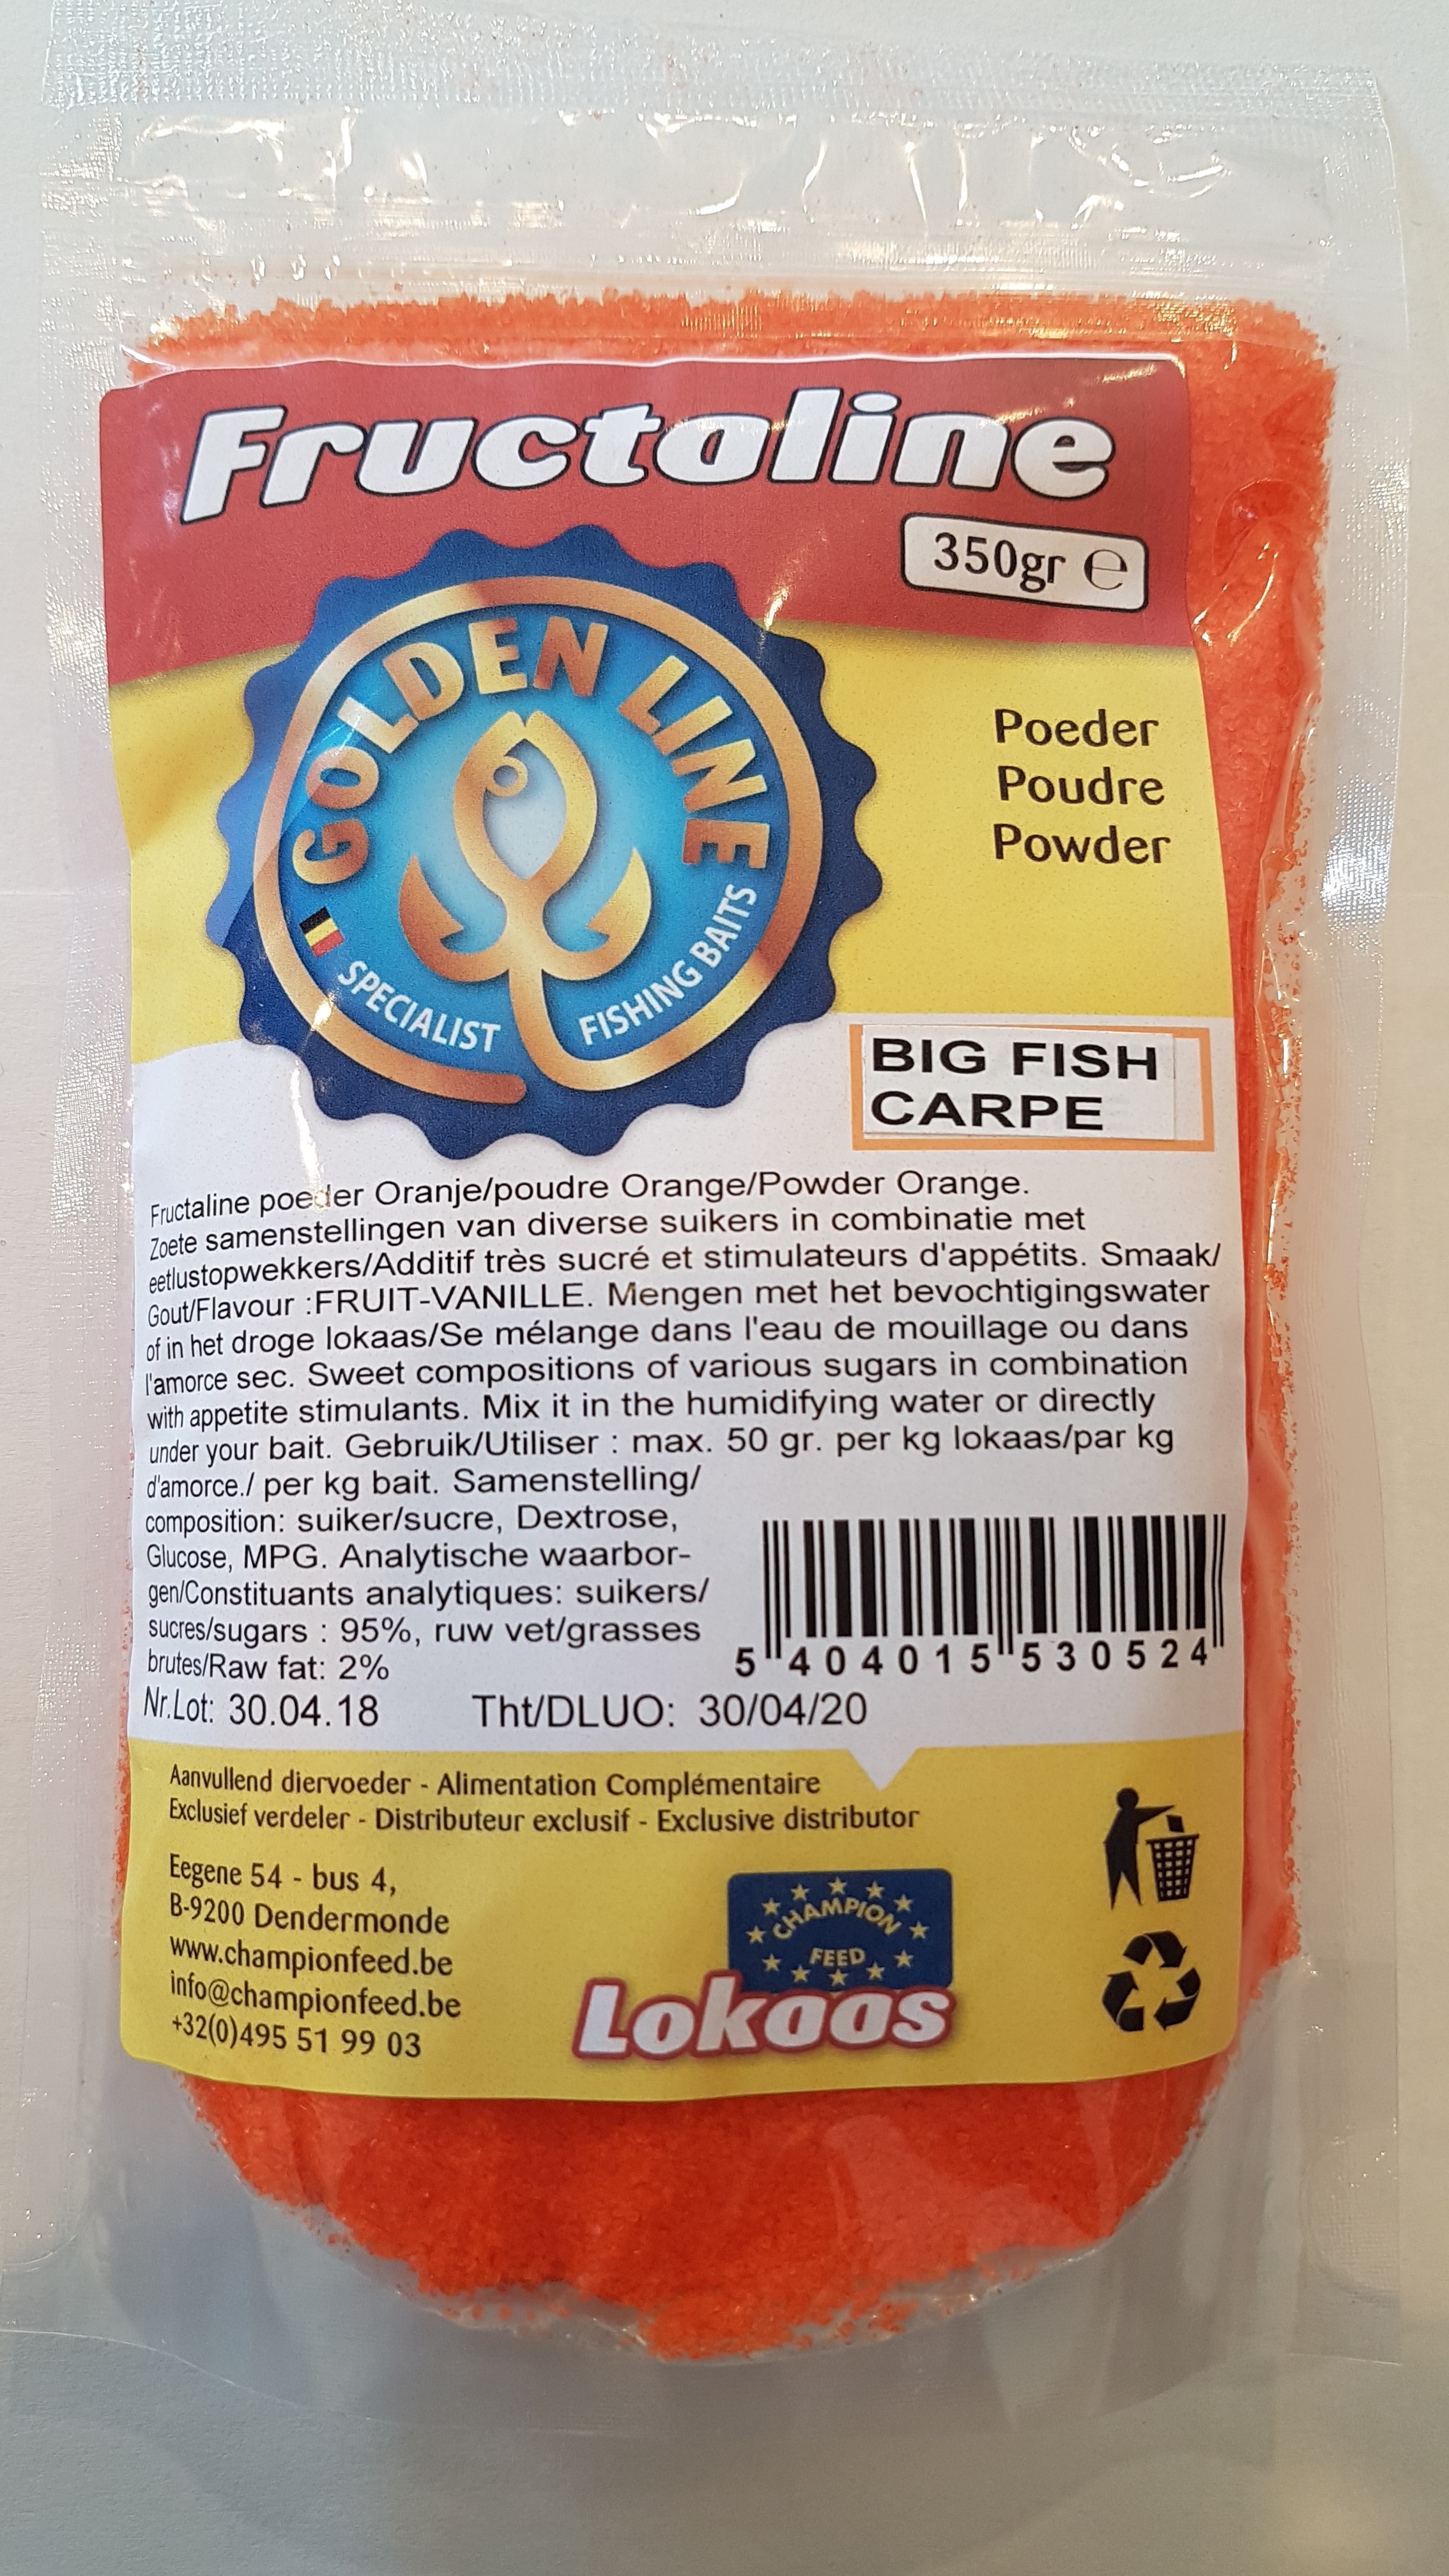 Fructaline
350gr ℮
GOLDEN LINE
SPECIALIST FISHING BAITS
Poeder
Poudre
Powder
BIG FISH
CARPE
Fructaline poeder Oranje/poudre Orange/Powder Orange.
Zoete samenstellingen van diverse suikers in combinatie met
eetlustopwekkers/Additif très sucré et stimulateurs d'appétits. Smaak/
Gout/Flavour :FRUIT-VANILLE. Mengen met het bevochtigingswater
of in het droge lokaas/Se mélange dans l'eau de mouillage ou dans
l'amorce sec. Sweet compositions of various sugars in combination
with appetite stimulants. Mix it in the humidifying water or directly
under your bait. Gebruik/Utiliser : max. 50 gr. per kg lokaas/par kg
d'amorce./ per kg bait. Samenstelling/
composition: suiker/sucre, Dextrose,
Glucose, MPG. Analytische waarbor-
gen/Constituants analytiques: suikers/
sucres/sugars : 95%, ruw vet/grasses
brutes/Raw fat: 2%
5 404015 530524
Nr.Lot: 30.04.18 Tht/DLUO: 30/04/20
Aanvullend diervoeder - Alimentation Complémentaire
Exclusief verdeler - Distributeur exclusif - Exclusive distributor
Eegene 54 - bus 4,
B-9200 Dendermonde
www.championfeed.be
info@championfeed.be
+32(0)495 51 99 03
CHAMPION
FEED
Lokaas